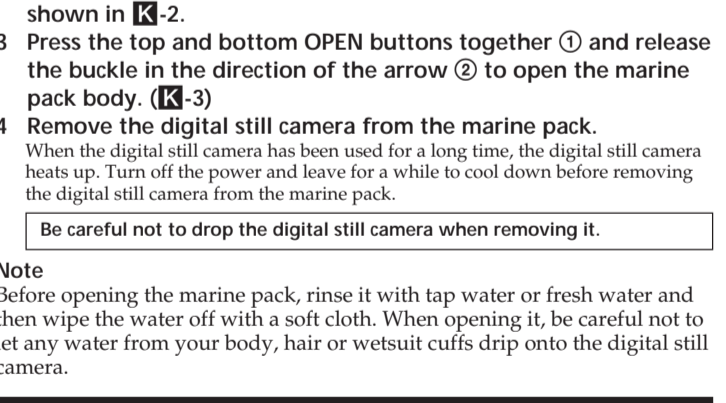 shown in K-2.
3 Press the top and bottom OPEN buttons together ① and release
the buckle in the direction of the arrow ② to open the marine
pack body. (K-3)
4 Remove the digital still camera from the marine pack.
When the digital still camera has been used for a long time, the digital still camera
heats up. Turn off the power and leave for a while to cool down before removing
the digital still camera from the marine pack.
Be careful not to drop the digital still camera when removing it.
Note
Before opening the marine pack, rinse it with tap water or fresh water and
then wipe the water off with a soft cloth. When opening it, be careful not to
let any water from your body, hair or wetsuit cuffs drip onto the digital still
camera.